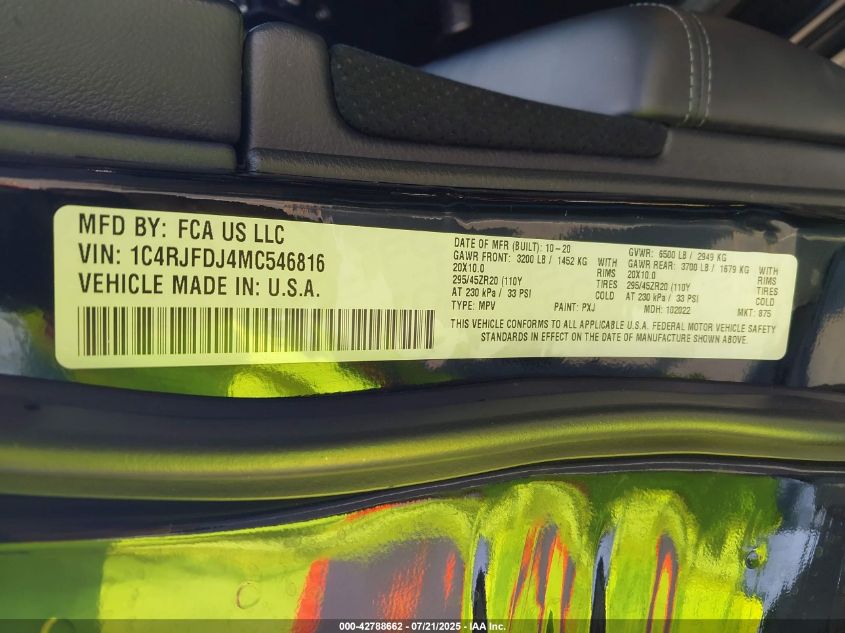 MFD BY: FCA US LLC
VIN: 1C4RJFDJ4MC546816
VEHICLE MADE IN: U.S.A.
DATE OF MFR (BUILT): 10-20
GAWR FRONT: 3200 LB / 1452 KG WITH
20X10.0 RIMS
295/45ZR20 (110Y TIRES
AT 230 kPa / 33 PSI COLD
TYPE: MPV PAINT: PXJ
GVWR: 6500 LB / 2949 KG
GAWR REAR: 3700 LB / 1679 KG WITH
20X10.0 RIMS
295/45ZR20 (110Y TIRES
AT 230 kPa / 33 PSI COLD
MDH: 102022 MKT: 875
THIS VEHICLE CONFORMS TO ALL APPLICABLE U.S.A. FEDERAL MOTOR VEHICLE SAFETY
STANDARDS IN EFFECT ON THE DATE OF MANUFACTURE SHOWN ABOVE.
000-42788662 - 07/21/2025 - IAA Inc.